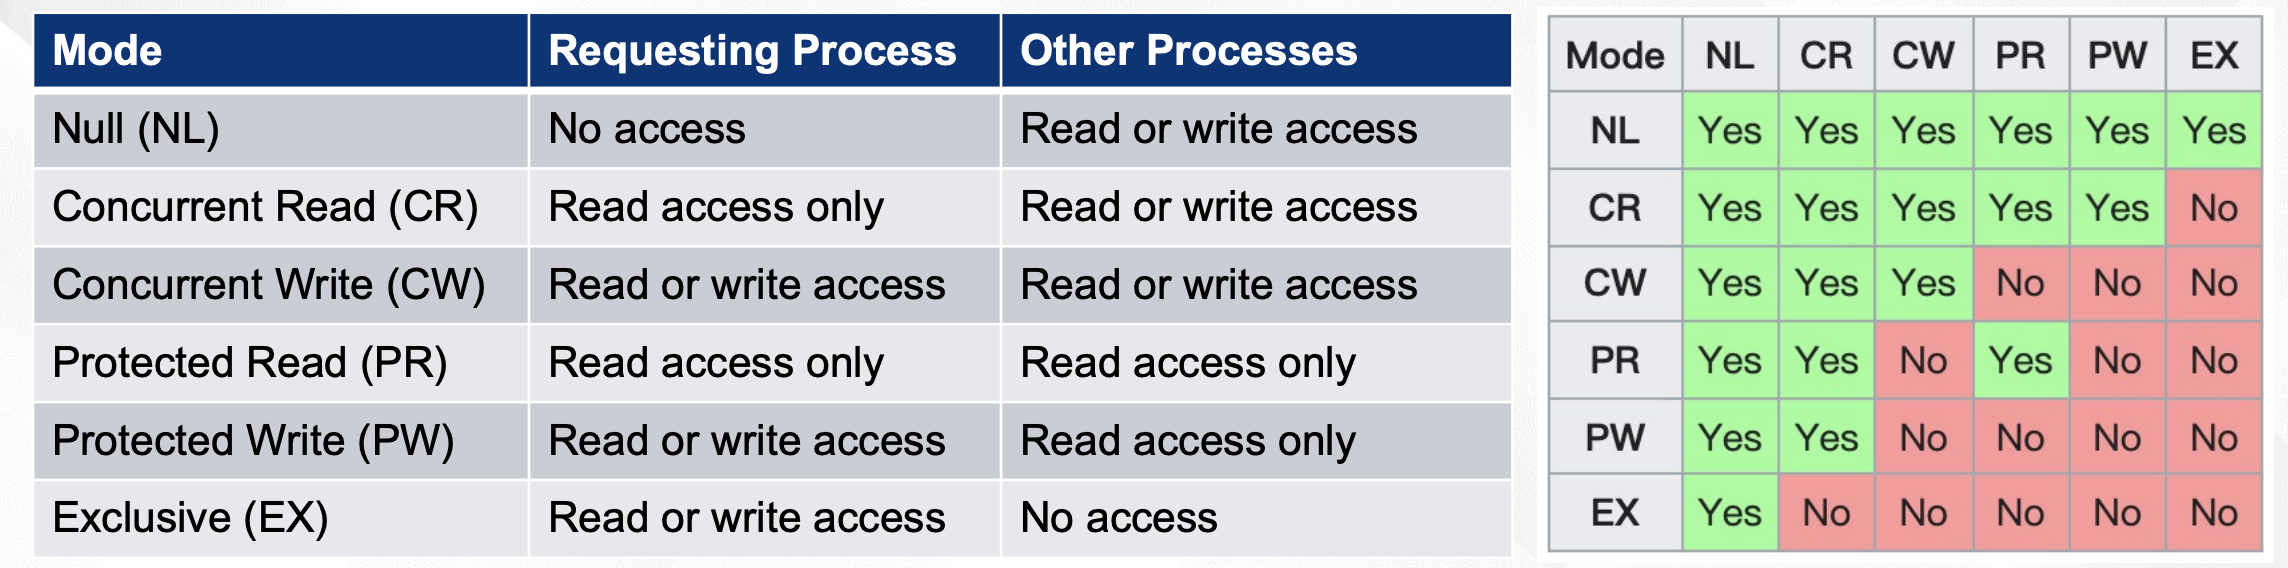 Mode Requesting Process Other Processes
Null (NL) No access Read or write access
Concurrent Read (CR) Read access only Read or write access
Concurrent Write (CW) Read or write access Read or write access
Protected Read (PR) Read access only Read access only
Protected Write (PW) Read or write access Read access only
Exclusive (EX) Read or write access No access
Mode NL CR CW PR PW EX
NL Yes Yes Yes Yes Yes Yes
CR Yes Yes Yes Yes Yes No
CW Yes Yes Yes No No No
PR Yes Yes No Yes No No
PW Yes Yes No No No No
EX Yes No No No No No